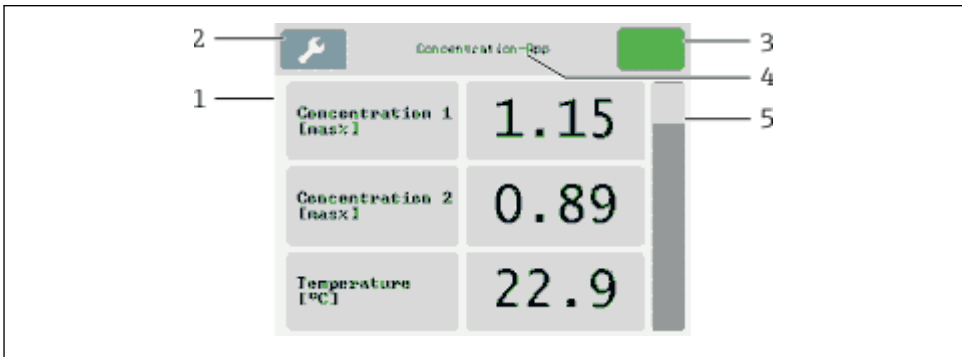 2
Concentration-App
3
4
1
Concentration 1
[mas%]
1.15
5
Concentration 2
[mas%]
0.89
Temperature
[°C]
22.9